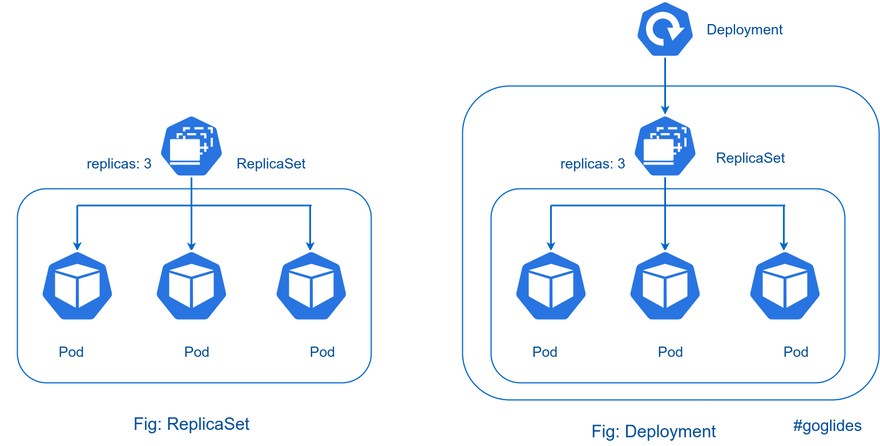 replicas: 3
ReplicaSet
Pod
Pod
Pod
Fig: ReplicaSet
Deployment
replicas: 3
ReplicaSet
Pod
Pod
Pod
Fig: Deployment
#goglides